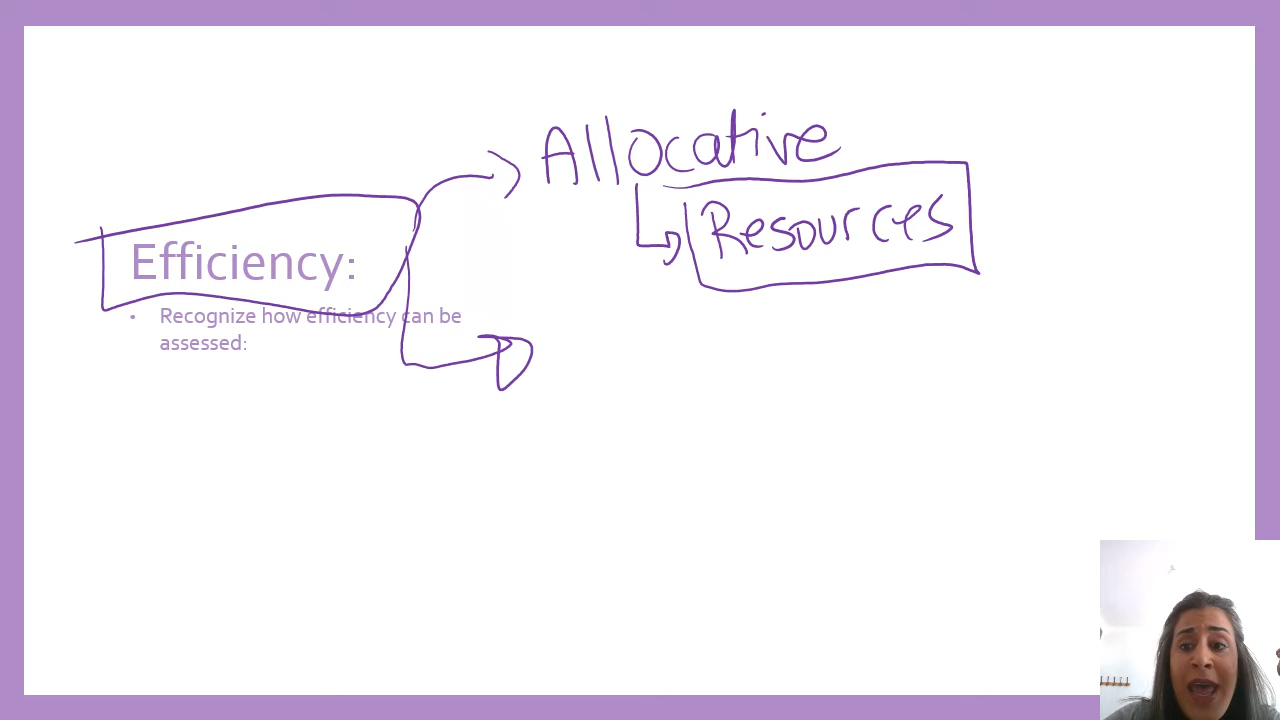 Allocative
Resources
Efficiency:
• Recognize how efficiency can be
assessed: